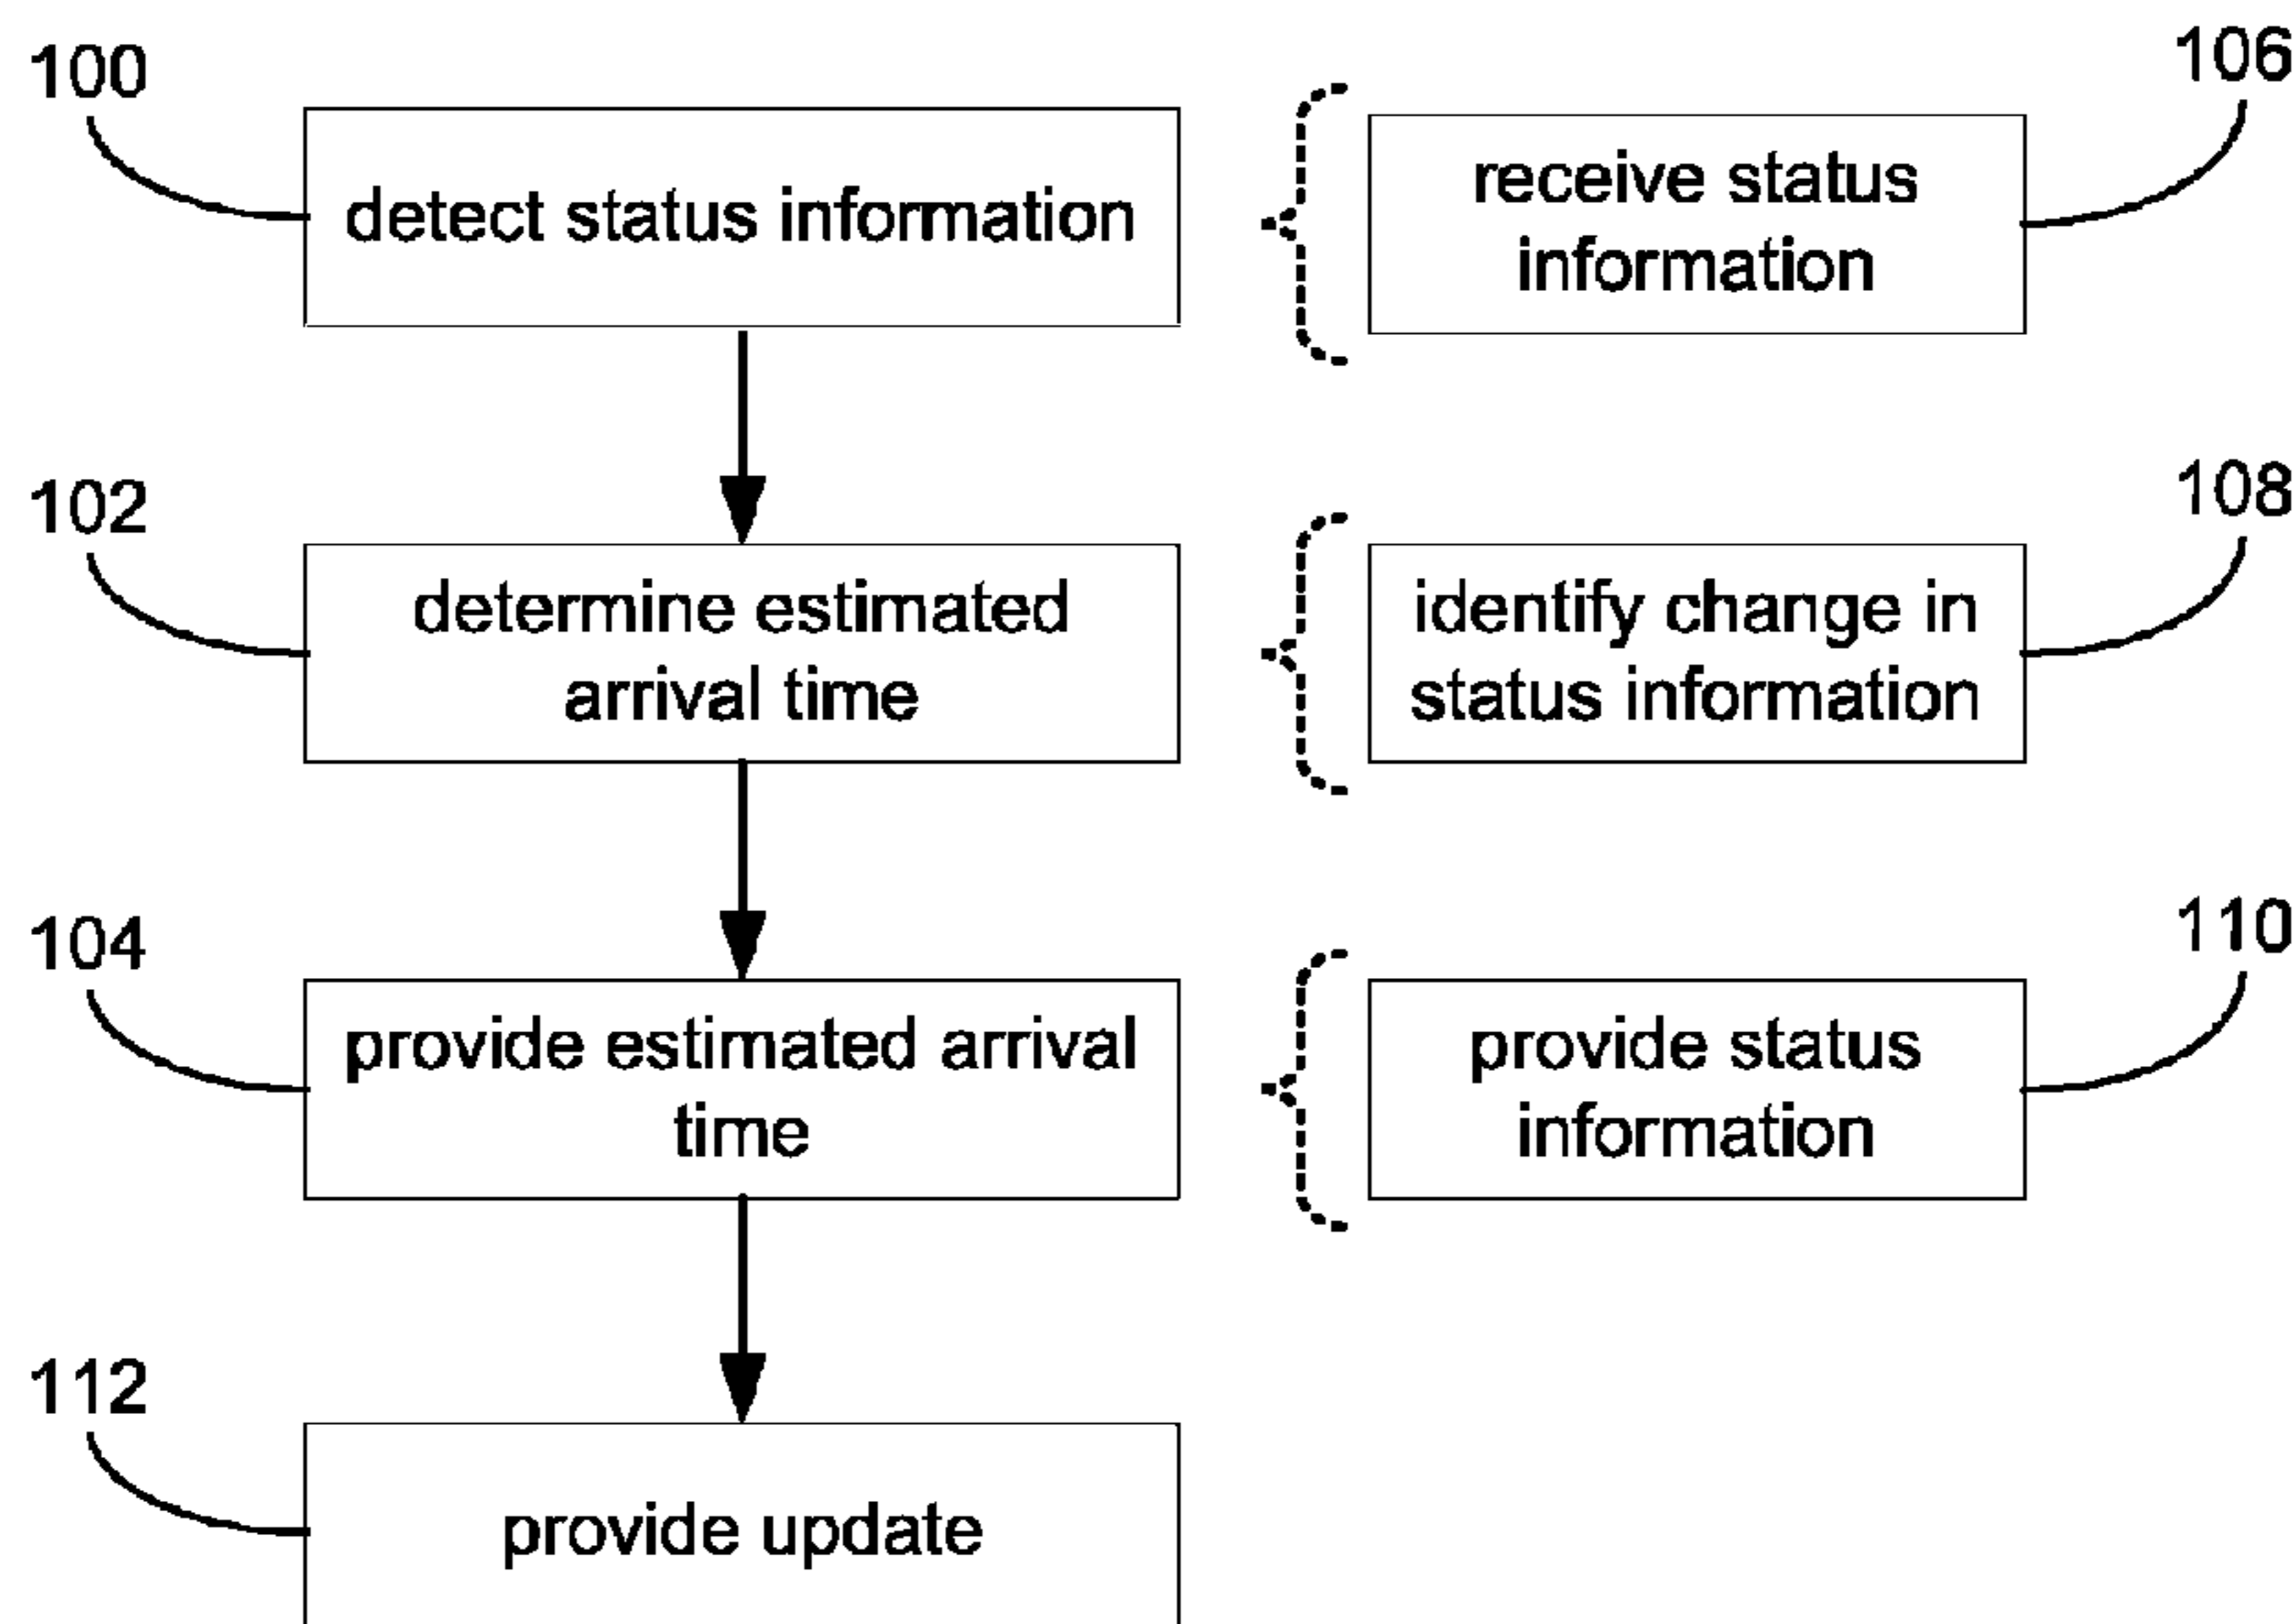 100
106
detect status information
receive status
information
102
108
determine estimated
arrival time
identify change in
status information
104
110
provide estimated arrival
time
provide status
information
112
provide update